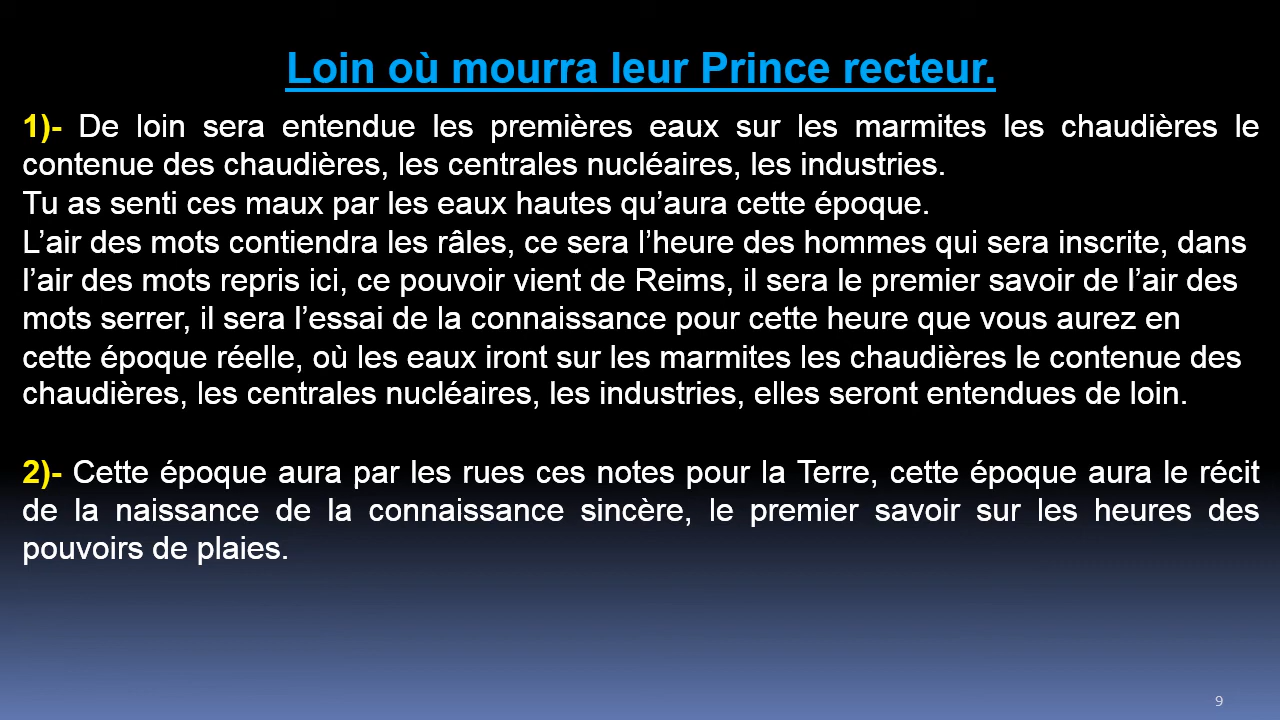 Loin où mourra leur Prince recteur.
1)- De loin sera entendue les premières eaux sur les marmites les chaudières le
contenue des chaudières, les centrales nucléaires, les industries.
Tu as senti ces maux par les eaux hautes qu’aura cette époque.
L’air des mots contiendra les râles, ce sera l’heure des hommes qui sera inscrite, dans
l’air des mots repris ici, ce pouvoir vient de Reims, il sera le premier savoir de l’air des
mots serrer, il sera l’essai de la connaissance pour cette heure que vous aurez en
cette époque réelle, où les eaux iront sur les marmites les chaudières le contenue des
chaudières, les centrales nucléaires, les industries, elles seront entendues de loin.
2)- Cette époque aura par les rues ces notes pour la Terre, cette époque aura le récit
de la naissance de la connaissance sincère, le premier savoir sur les heures des
pouvoirs de plaies.
9